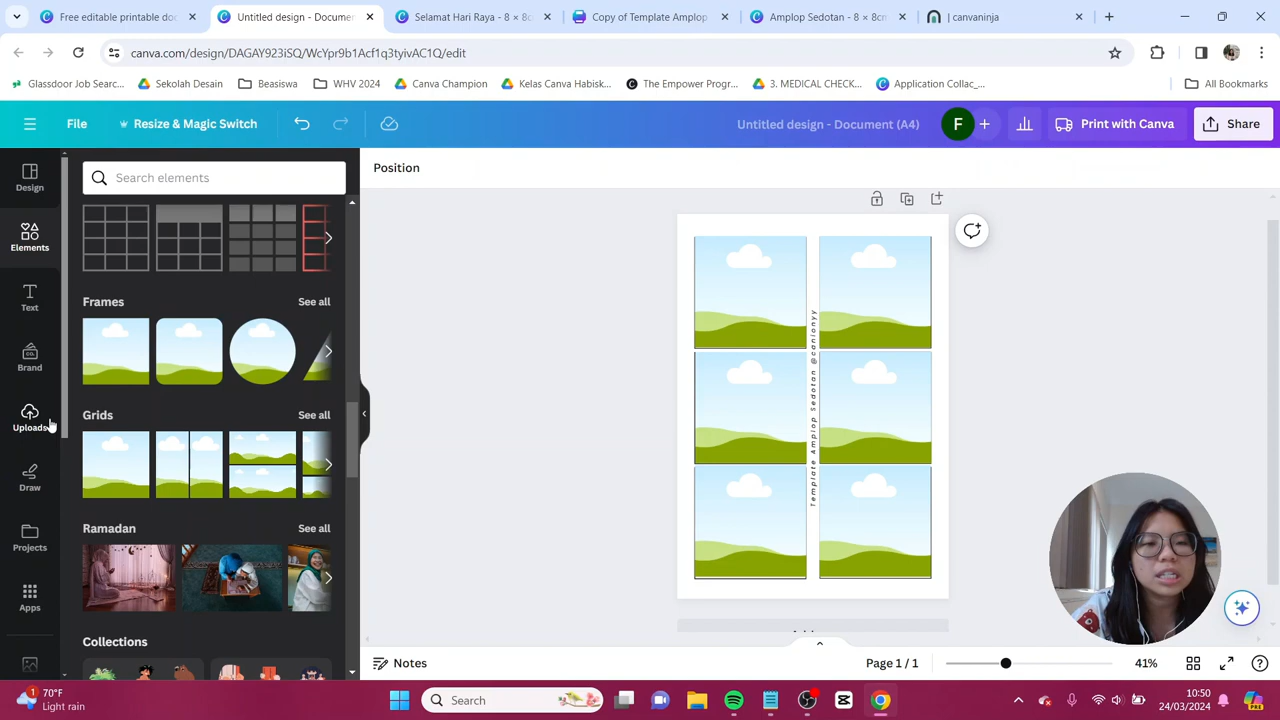 Free editable printable doc
Untitled design - Docume
Selamat Hari Raya - 8 × 8c
Copy of Template Amplop
Amplop Sedotan - 8 × 8cm
| canvaninja
canva.com/design/DAGAY923iSQ/WcYpr9b1Acf1q3tyivAC1Q/edit
Glassdoor Job Searc...
Sekolah Desain
Beasiswa
WHV 2024
Canva Champion
Kelas Canva Habisk...
The Empower Progr...
3. MEDICAL CHECK...
Application Collac_...
All Bookmarks
File
Resize & Magic Switch
Untitled design - Document (A4)
F
Print with Canva
Share
Design
Elements
Text
Brand
Uploads
Draw
Projects
Apps
Search elements
Frames
See all
Grids
See all
Ramadan
See all
Collections
Position
Template Amplop Sedotan @canionyy
Notes
Page 1 / 1
41%
1
70°F
Light rain
Search
10:50
24/03/2024